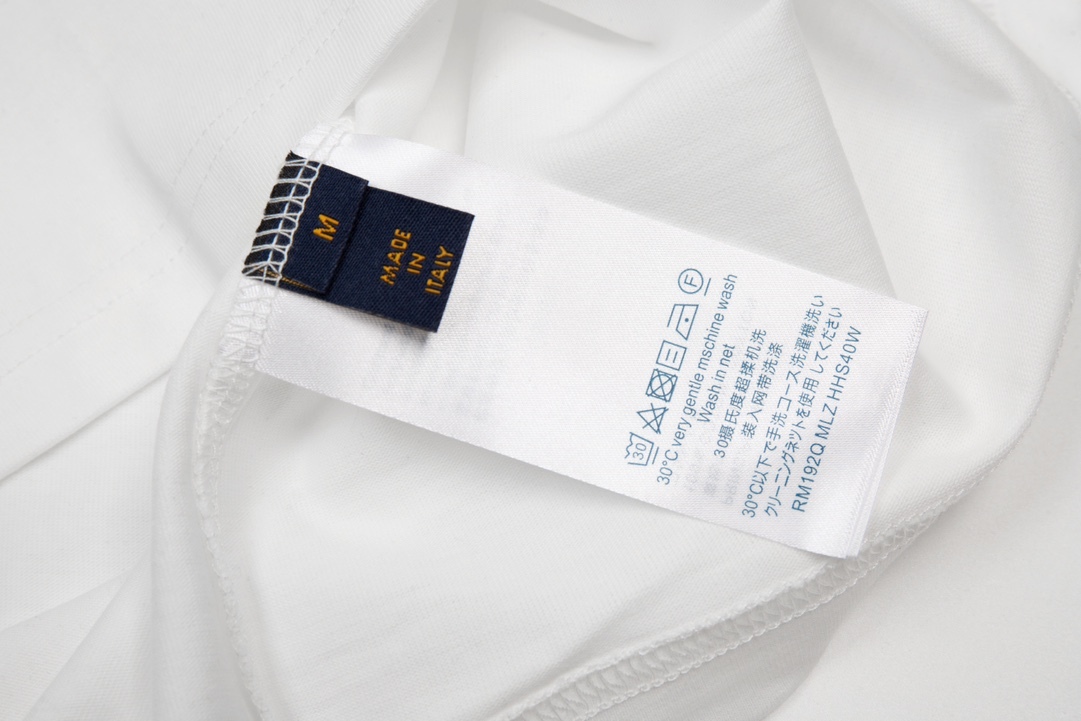 M
MADE
IN
ITALY
30 F
30°C very gentle mschine wash
Wash in net
30摄氏度超揉机洗
装入网带洗涤
30°C以下で手洗コース洗濯機洗い
クリーニングネットを使用してください
RM192Q MLZ HHS40W